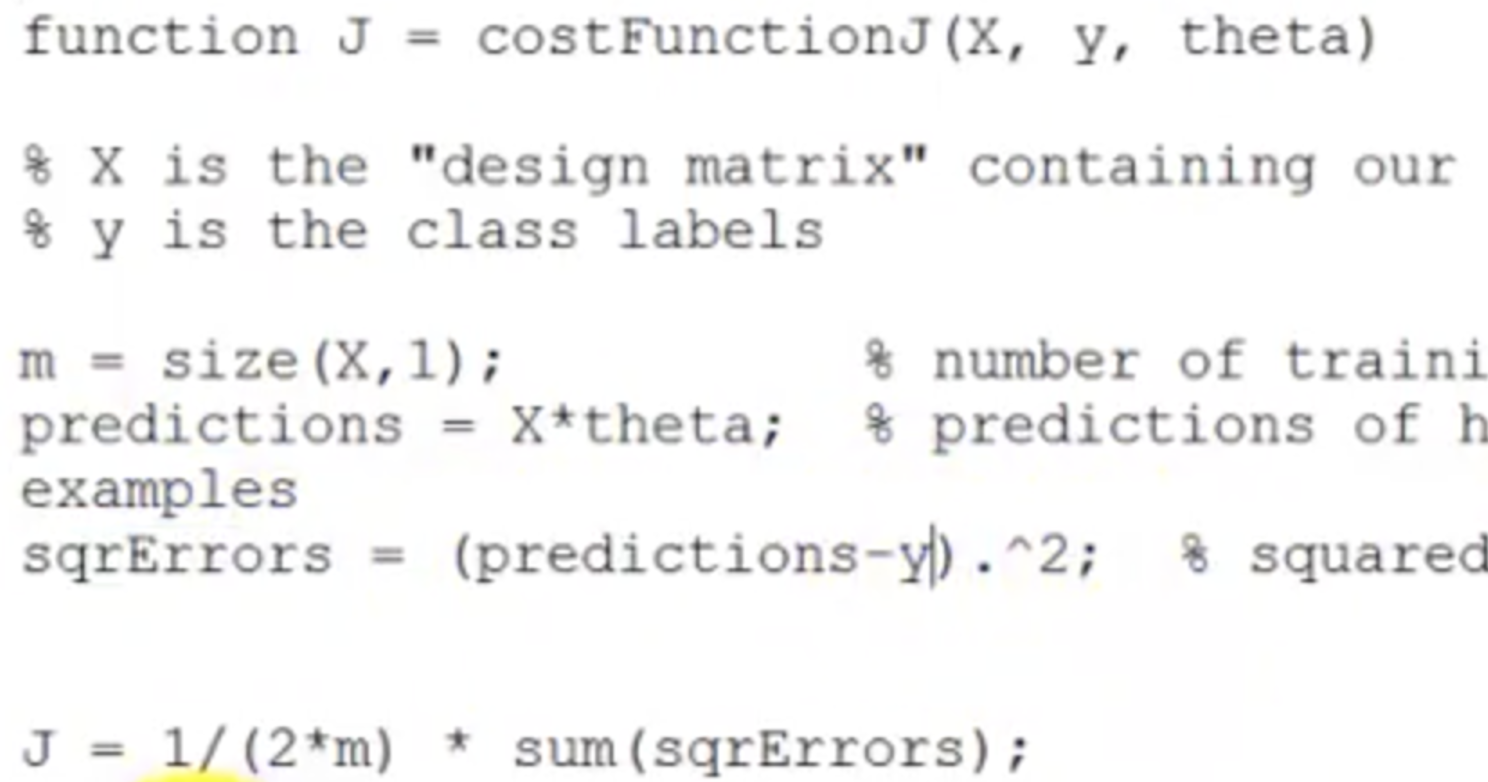 function J = costFunctionJ(X, y, theta)
% X is the "design matrix" containing our
% y is the class labels
m = size(X,1);          % number of traini
predictions = X*theta;  % predictions of h
examples
sqrErrors = (predictions-y).^2;  % squared
J = 1/(2*m) * sum(sqrErrors);